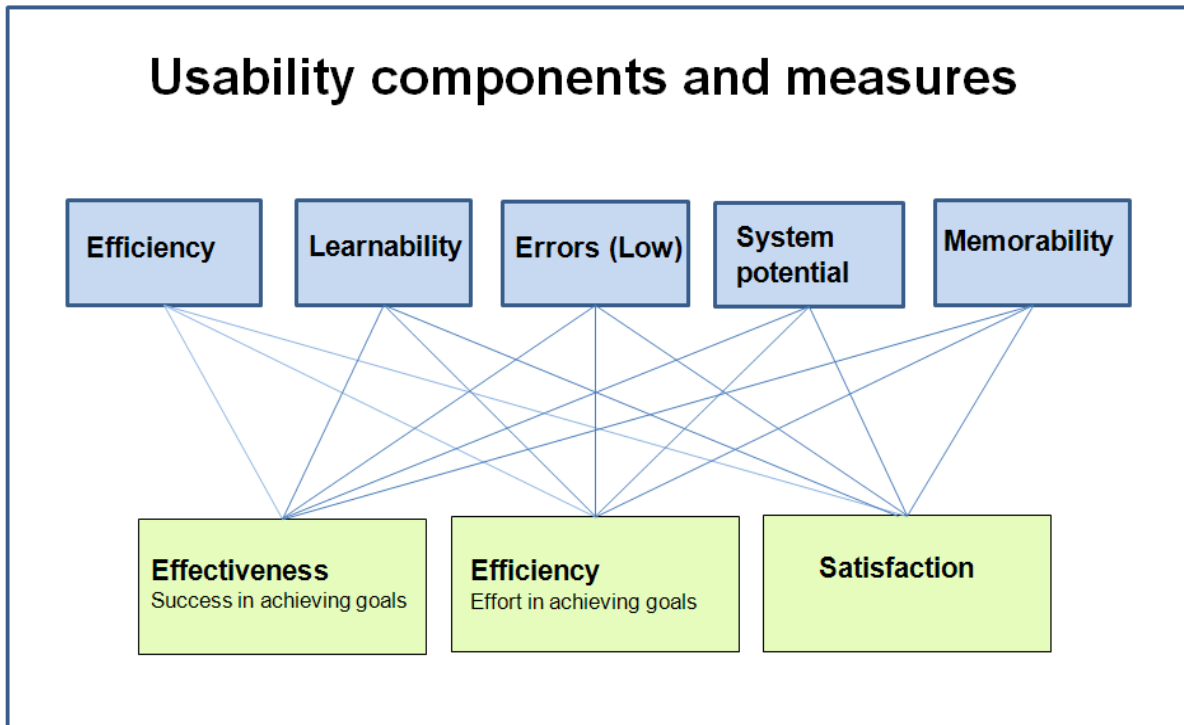 Usability components and measures
Efficiency
Learnability
Errors (Low)
System
potential
Memorability
Effectiveness
Success in achieving goals
Efficiency
Effort in achieving goals
Satisfaction